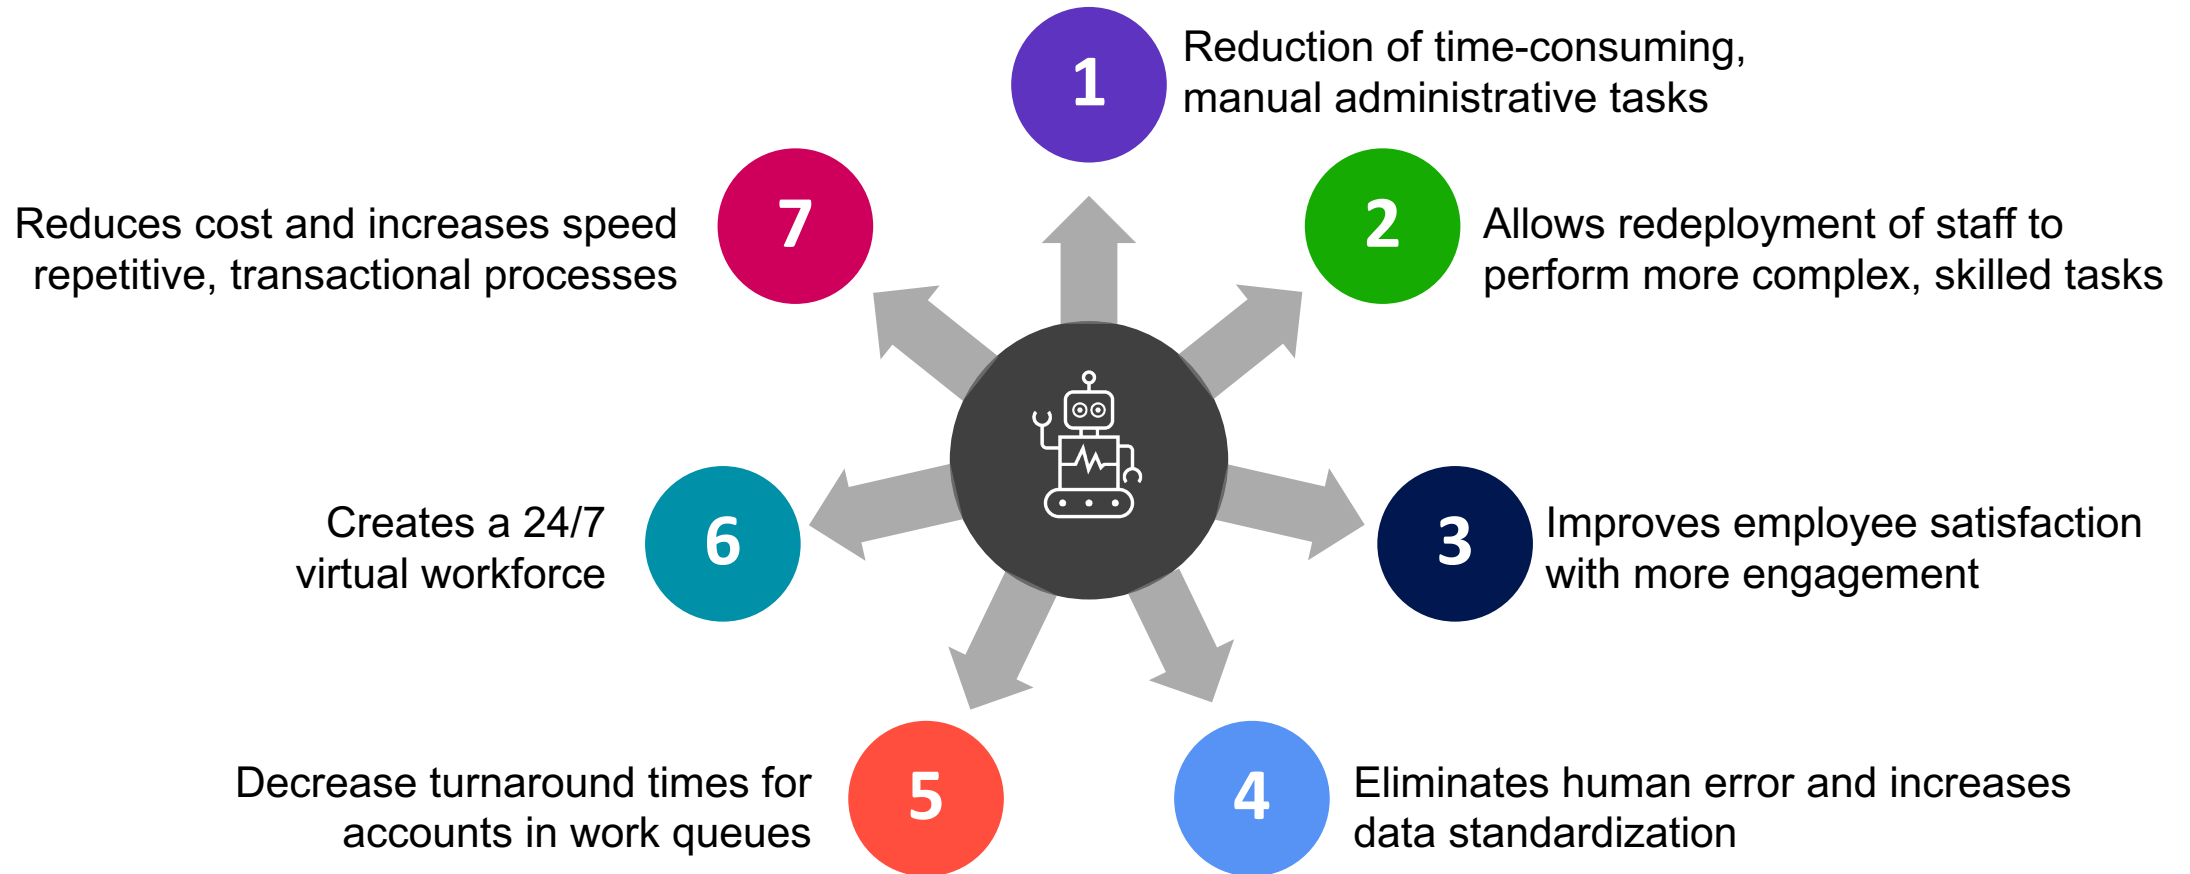 1
Reduction of time-consuming,
manual administrative tasks
2
Allows redeployment of staff to
perform more complex, skilled tasks
3
Improves employee satisfaction
with more engagement
4
Eliminates human error and increases
data standardization
5
Decrease turnaround times for
accounts in work queues
6
Creates a 24/7
virtual workforce
7
Reduces cost and increases speed
repetitive, transactional processes